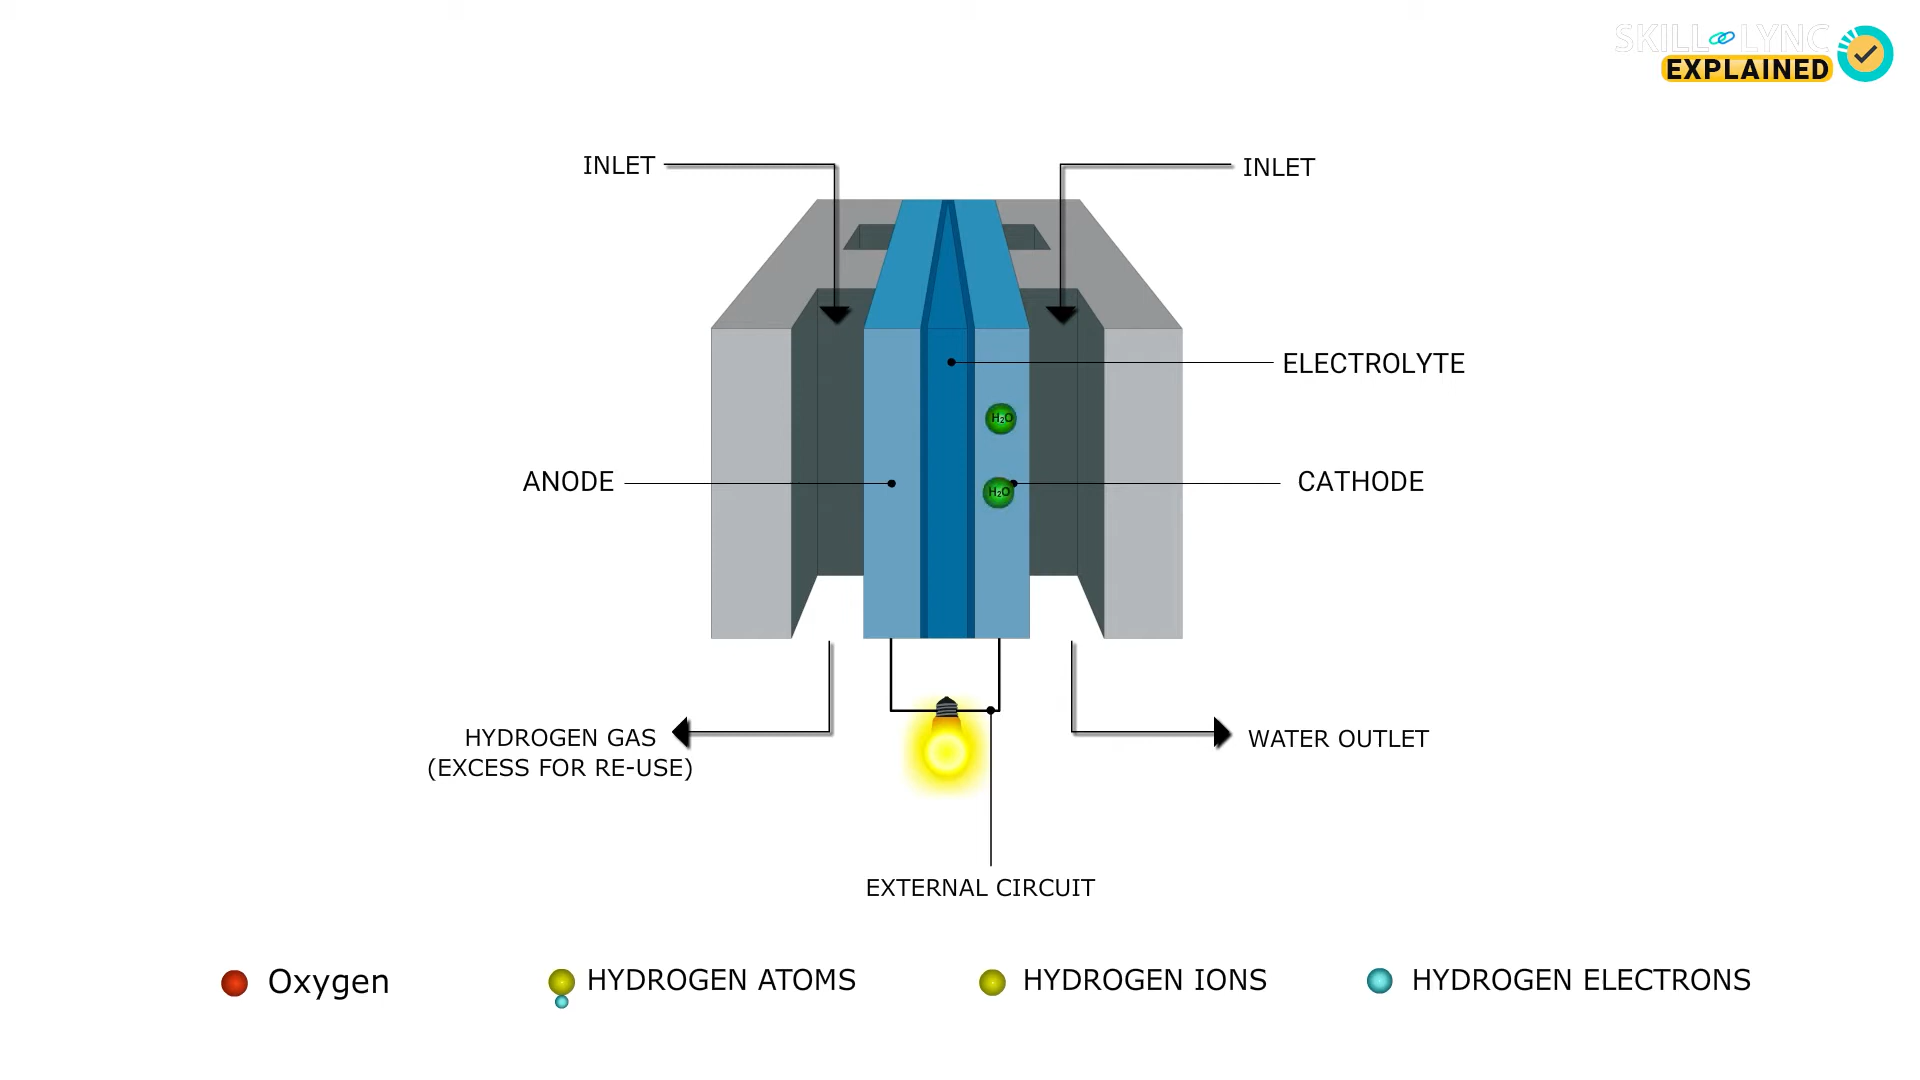 SKILL LYNC
EXPLAINED
INLET
INLET
ELECTROLYTE
H₂O
ANODE
H₂O
CATHODE
HYDROGEN GAS
(EXCESS FOR RE-USE)
WATER OUTLET
EXTERNAL CIRCUIT
Oxygen
HYDROGEN ATOMS
HYDROGEN IONS
HYDROGEN ELECTRONS